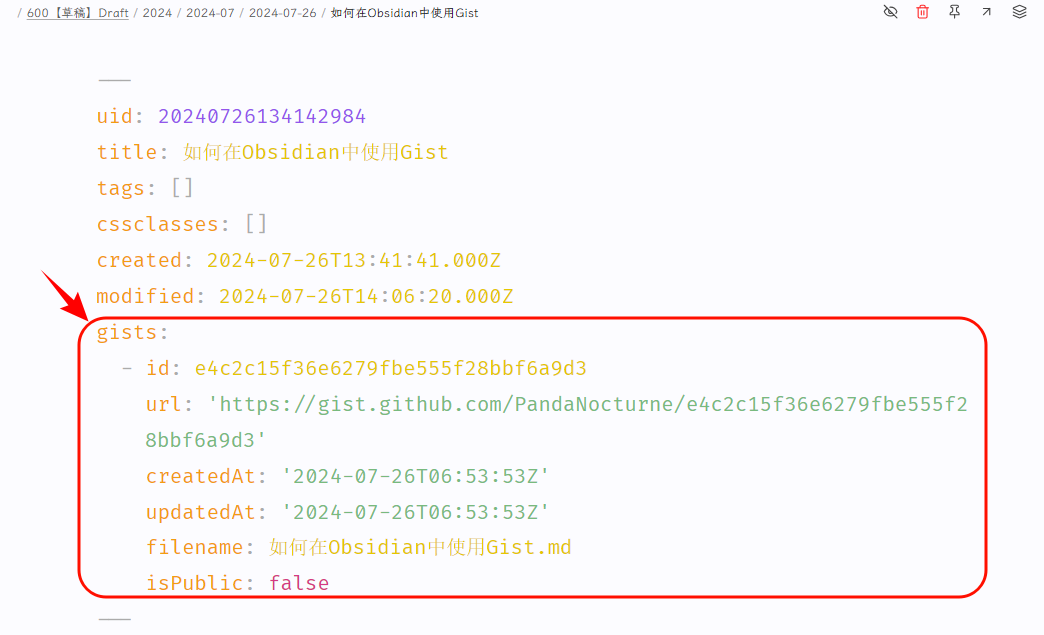 / 600【草稿】Draft / 2024 / 2024-07 / 2024-07-26 / 如何在Obsidian中使用Gist
---
uid: 20240726134142984
title: 如何在Obsidian中使用Gist
tags: []
cssclasses: []
created: 2024-07-26T13:41:41.000Z
modified: 2024-07-26T14:06:20.000Z
gists:
- id: e4c2c15f36e6279fbe555f28bbf6a9d3
url: 'https://gist.github.com/PandaNocturne/e4c2c15f36e6279fbe555f2
8bbf6a9d3'
createdAt: '2024-07-26T06:53:53Z'
updatedAt: '2024-07-26T06:53:53Z'
filename: 如何在Obsidian中使用Gist.md
isPublic: false
---